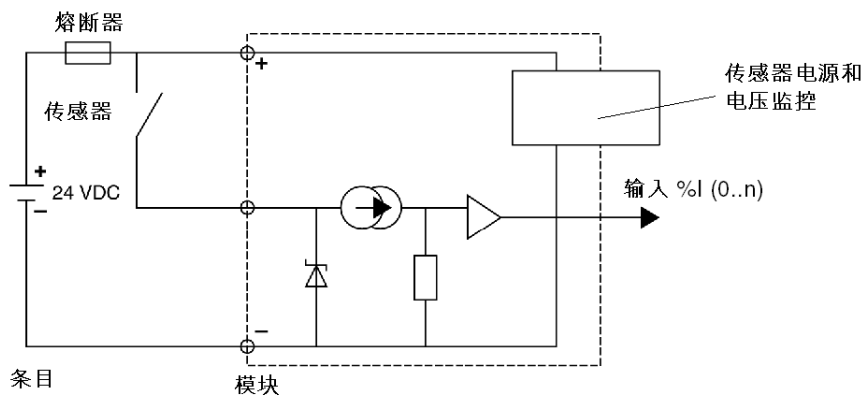 熔断器
+
传感器
传感器电源和
电压监控
+
24 VDC
−
输入 %I (0..n)
−
条目
模块